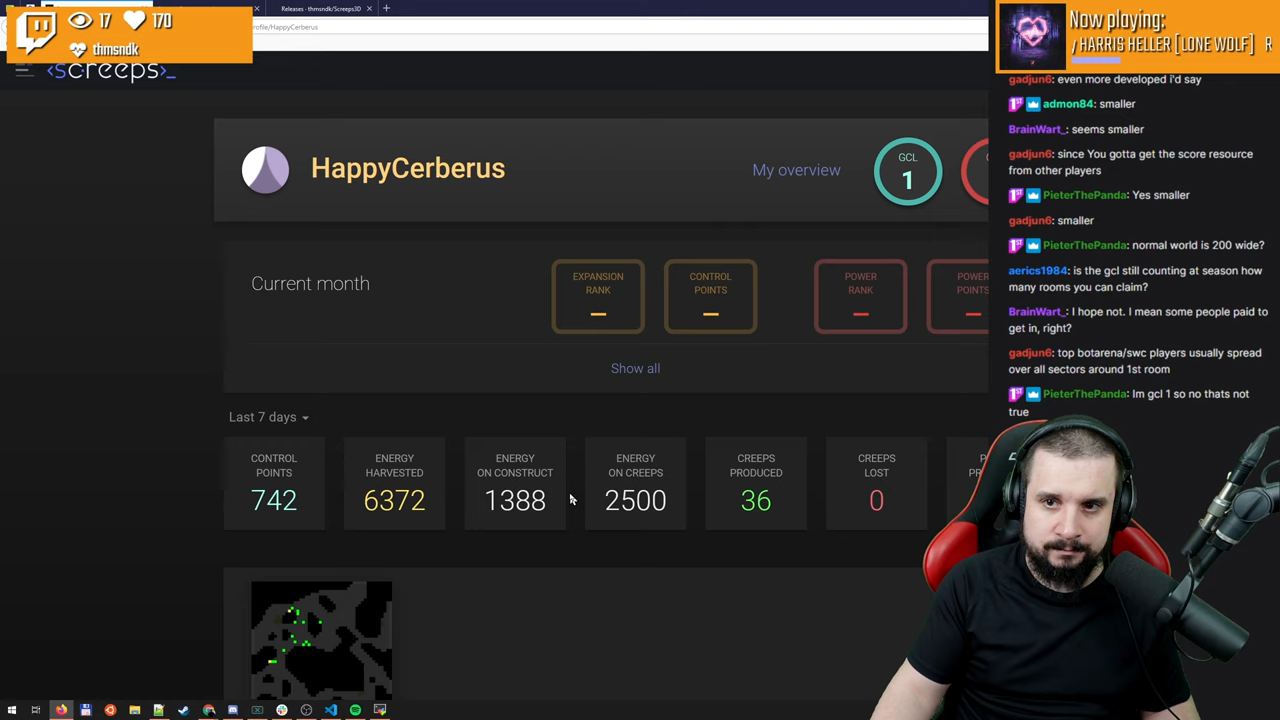 Releases · thmsndk/Screeps3D
rofile/HappyCerberus
17
170
thmsndk
<screeps>_
HappyCerberus
My overview
GCL
1
Current month
EXPANSION
RANK
CONTROL
POINTS
POWER
RANK
POWE
POINTS
Show all
Last 7 days
CONTROL
POINTS
742
ENERGY
HARVESTED
6372
ENERGY
ON CONSTRUCT
1388
ENERGY
ON CREEPS
2500
CREEPS
PRODUCED
36
CREEPS
LOST
0
Now playing:
/ HARRIS HELLER [LONE WOLF] R
gadjun6: even more developed i'd say
admon84: smaller
BrainWart_: seems smaller
gadjun6: since You gotta get the score resource
from other players
PieterThePanda: Yes smaller
gadjun6: smaller
PieterThePanda: normal world is 200 wide?
aerics1984: is the gcl still counting at season how
many rooms you can claim?
BrainWart_: I hope not. I mean some people paid to
get in, right?
gadjun6: top botarena/swc players usually spread
over all sectors around 1st room
PieterThePanda: Im gcl 1 so no thats not
true